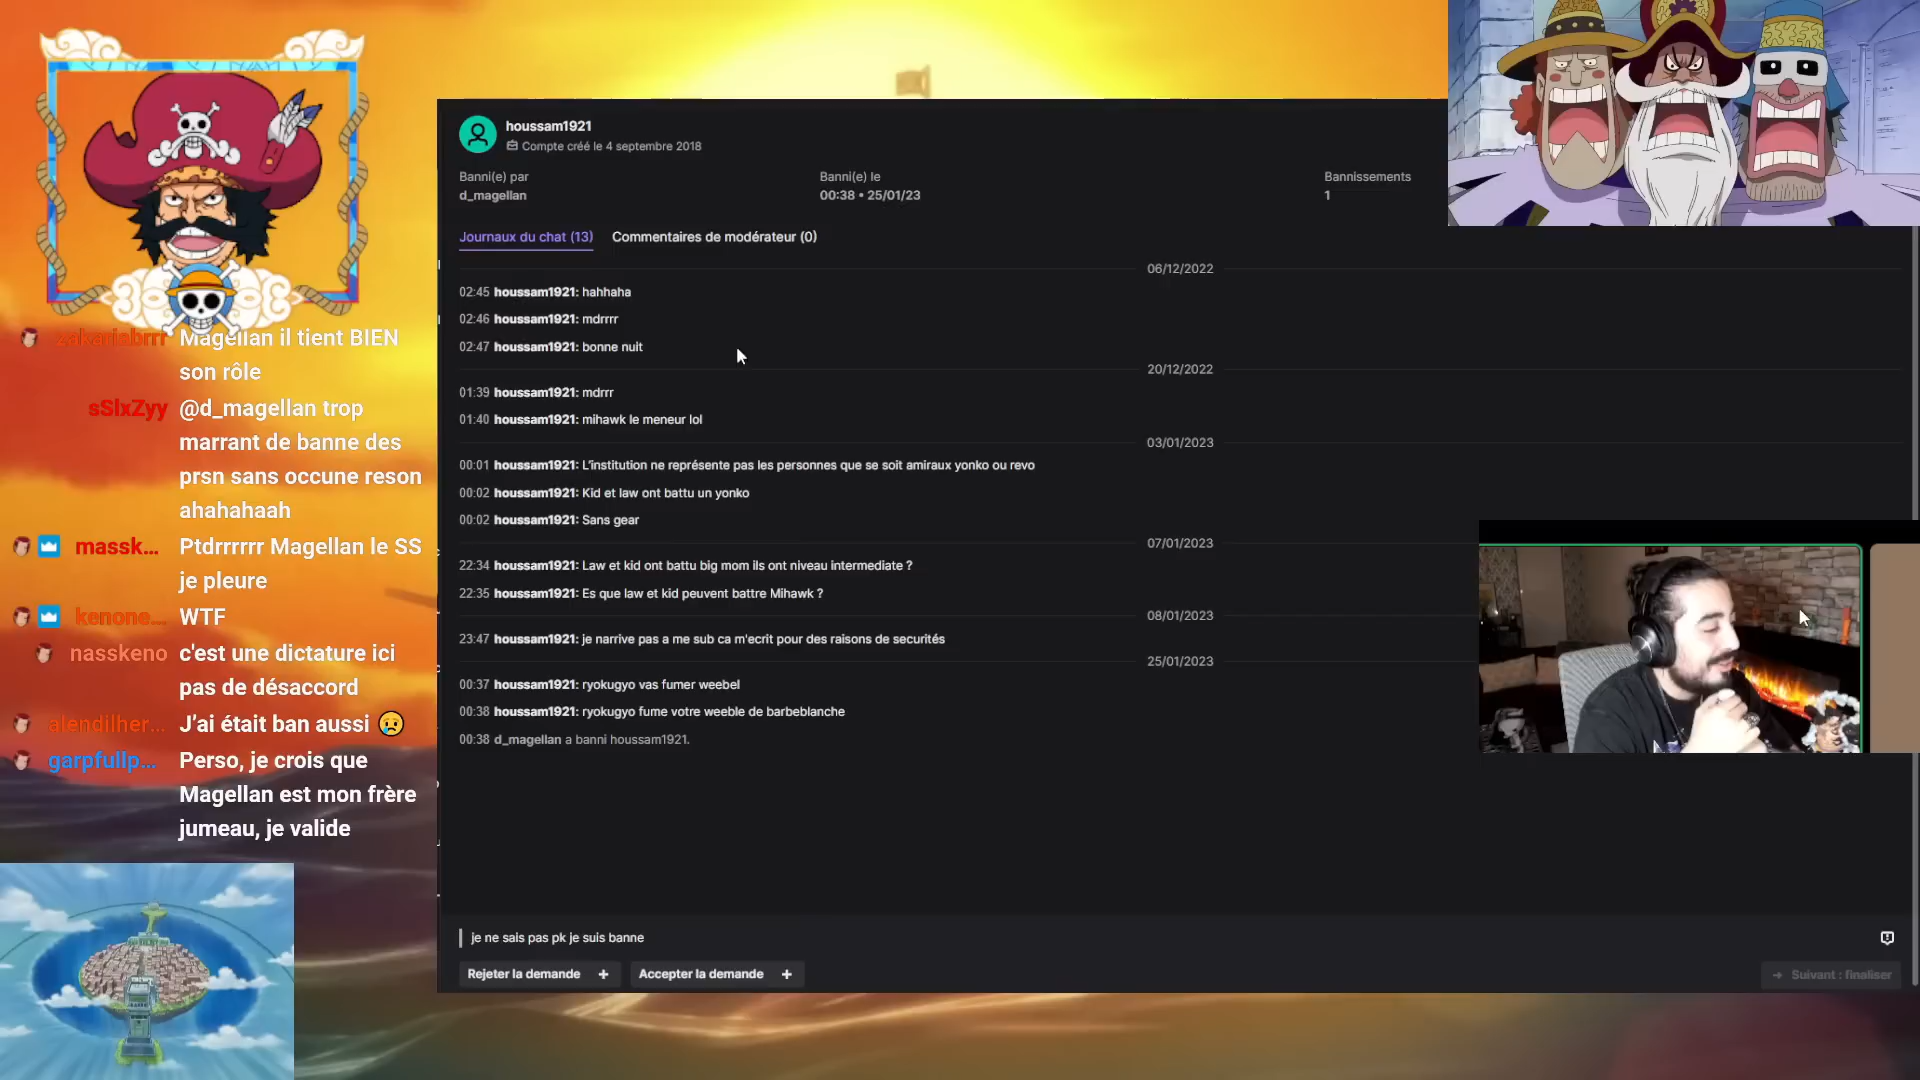 houssam1921
Compte créé le 4 septembre 2018
Banni(e) par
d_magellan
Banni(e) le
00:38 • 25/01/23
Bannissements
1
Journaux du chat (13)
Commentaires de modérateur (0)
06/12/2022
02:45 houssam1921: hahhaha
02:46 houssam1921: mdrrrr
02:47 houssam1921: bonne nuit
20/12/2022
01:39 houssam1921: mdrrr
01:40 houssam1921: mihawk le meneur lol
03/01/2023
00:01 houssam1921: L'institution ne représente pas les personnes que se soit amiraux yonko ou revo
00:02 houssam1921: Kid et law ont battu un yonko
00:02 houssam1921: Sans gear
07/01/2023
22:34 houssam1921: Law et kid ont battu big mom ils ont niveau intermediate ?
22:35 houssam1921: Es que law et kid peuvent battre Mihawk ?
08/01/2023
23:47 houssam1921: je narrive pas a me sub ca m'ecrit pour des raisons de securités
25/01/2023
00:37 houssam1921: ryokugyo vas fumer weebel
00:38 houssam1921: ryokugyo fume votre weeble de barbeblanche
00:38 d_magellan a banni houssam1921.
je ne sais pas pk je suis banne
Rejeter la demande +
Accepter la demande +
Suivant : finaliser
zakariabrrr Magellan il tient BIEN
son rôle
sSlxZyy @d_magellan trop
marrant de banne des
prsn sans occune reson
ahahahaah
massk... Ptdrrrrrr Magellan le SS
je pleure
kenone... WTF
nasskeno c'est une dictature ici
pas de désaccord
alendilher... J'ai était ban aussi 😥
garpfullp... Perso, je crois que
Magellan est mon frère
jumeau, je valide